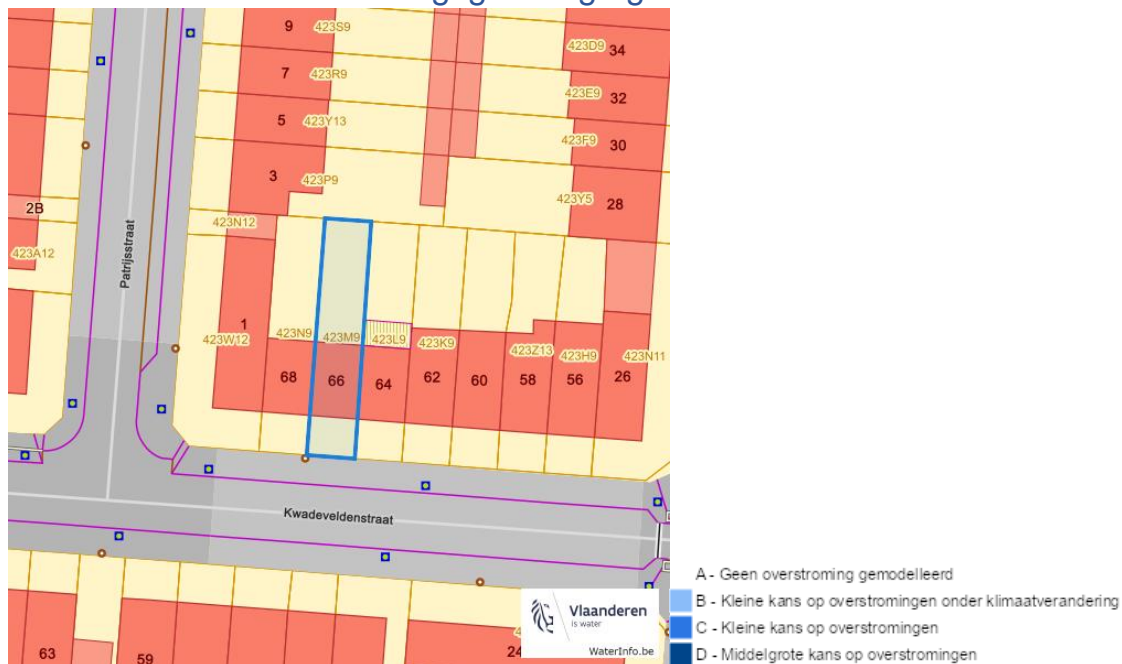 9 423S9
423D9 34
7 423R9
423E9 32
5 423Y13
423F9 30
3 423P9
423Y5 28
2B
423N12
423A12
Patrijsstraat
1
423W12 423N9 423M9 423L9 423K9 423Z13 423H9 423N11
68 66 64 62 60 58 56 26
Kwadeveldenstraat
A - Geen overstroming gemodelleerd
B - Kleine kans op overstromingen onder klimaatverandering
C - Kleine kans op overstromingen
D - Middelgrote kans op overstromingen
Vlaanderen
is water
WaterInfo.be
63 59